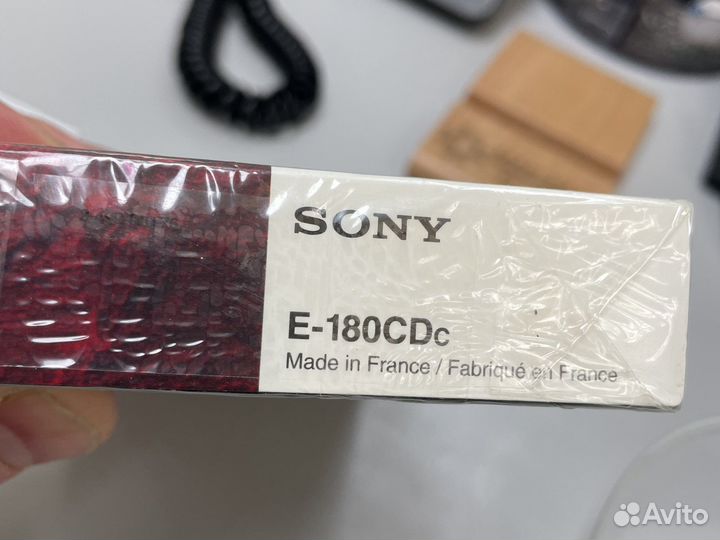 SONY
E-180CDc
Made in France / Fabriqué en France
Avito